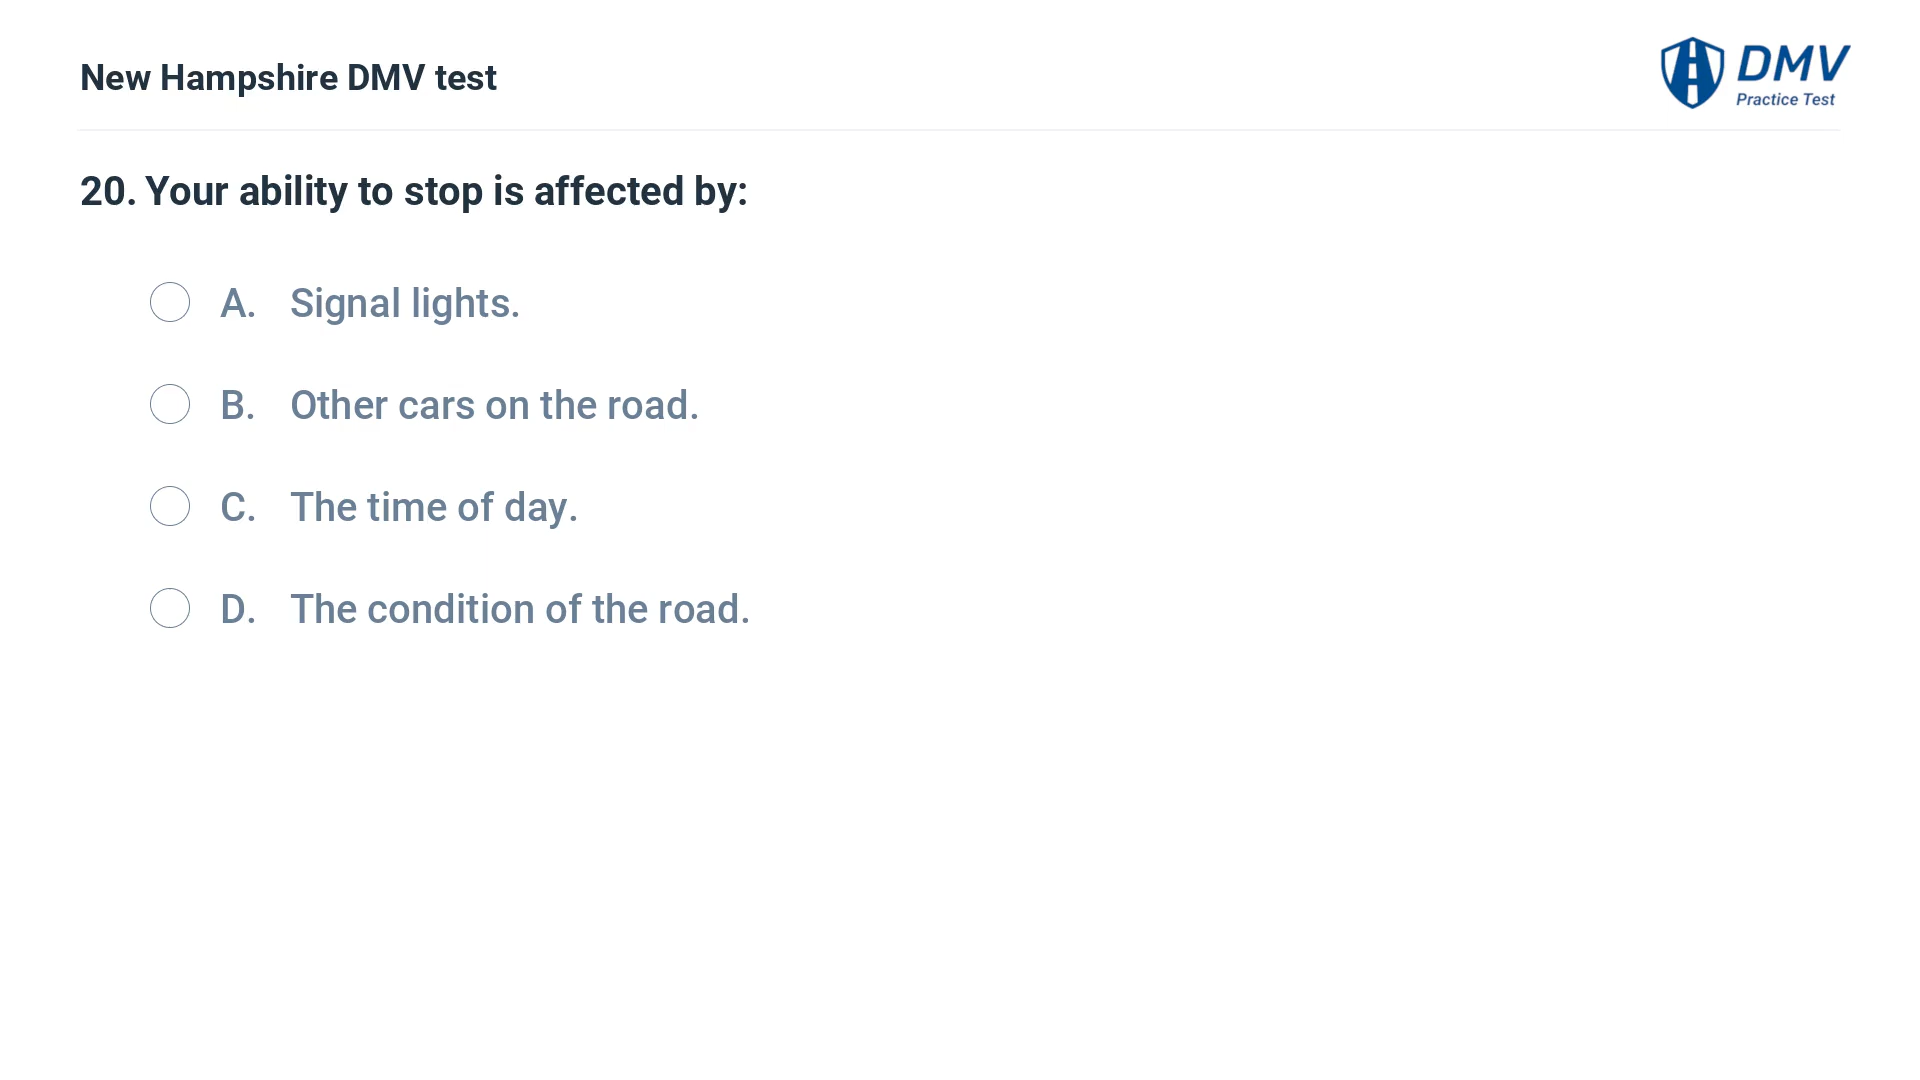 New Hampshire DMV test
DMV
Practice Test
20. Your ability to stop is affected by:
A. Signal lights.
B. Other cars on the road.
C. The time of day.
D. The condition of the road.